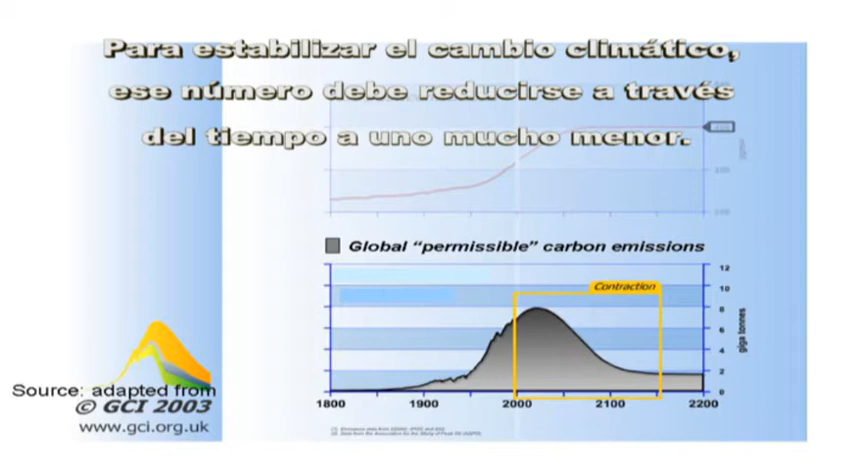 Para estabilizar el cambio climático,
ese número debe reducirse a través
del tiempo a uno mucho menor.
Global “permissible” carbon emissions
Contraction
12
10
8
6
4
2
0
giga tonnes
1800 1900 2000 2100 2200
Source: adapted from
© GCI 2003
www.gci.org.uk